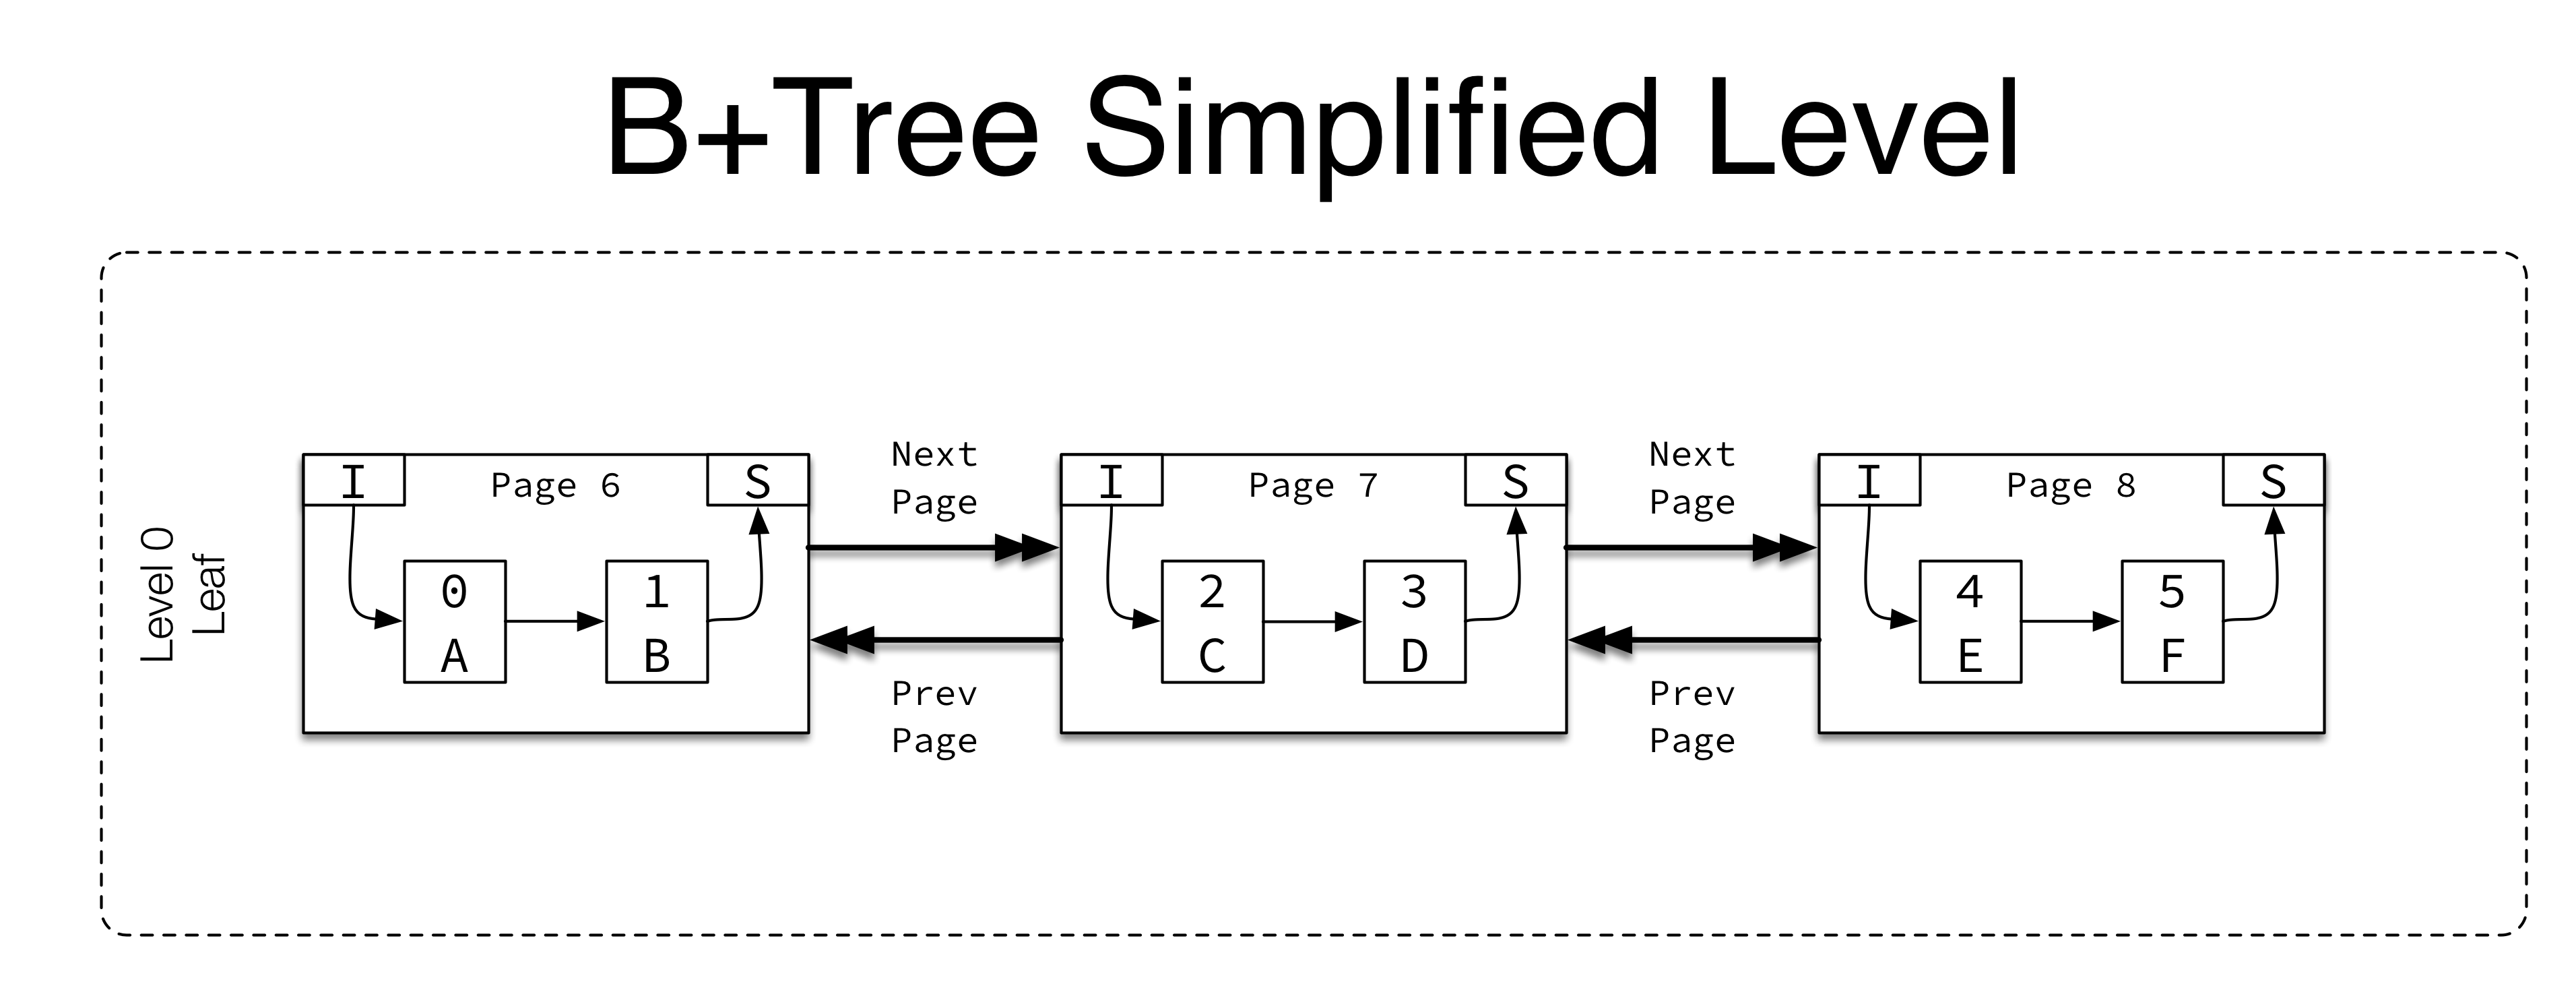 B+Tree Simplified Level
Level 0
Leaf
I Page 6 S
0 1
A B
Next
Page
Prev
Page
I Page 7 S
2 3
C D
Next
Page
Prev
Page
I Page 8 S
4 5
E F